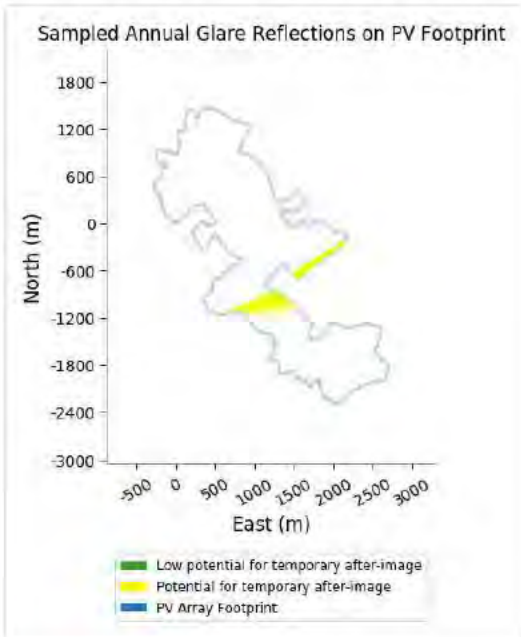 Sampled Annual Glare Reflections on PV Footprint
1800
1200
600
0
-600
-1200
-1800
-2400
-3000
North (m)
-500
0
500
1000
1500
2000
2500
3000
East (m)
Low potential for temporary after-image
Potential for temporary after-image
PV Array Footprint